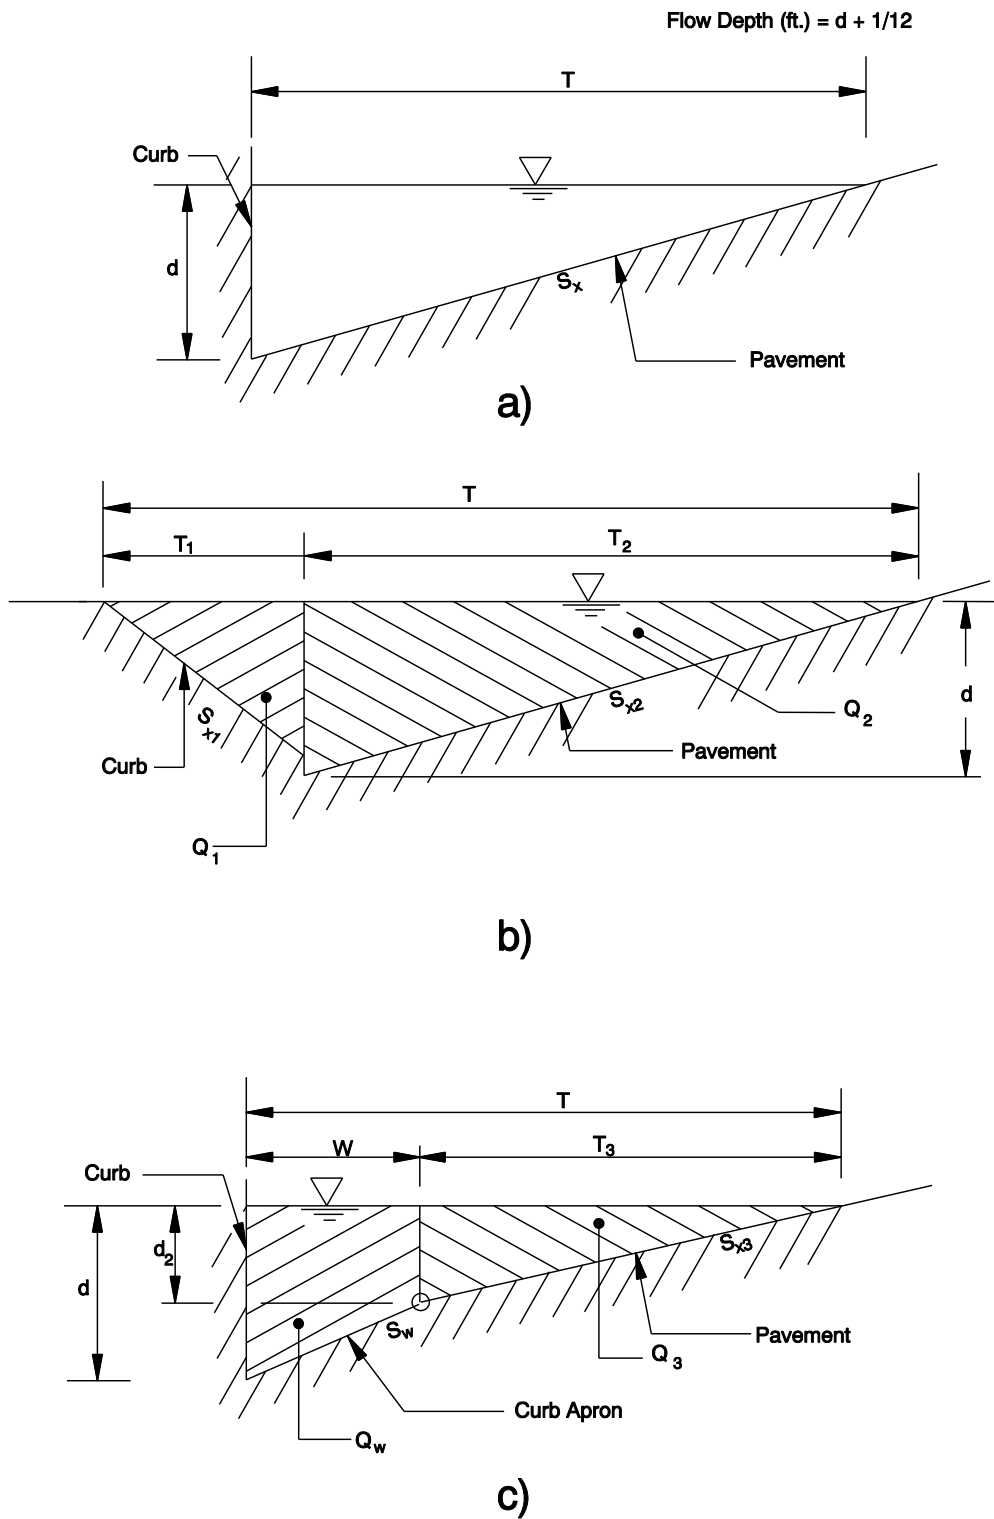 Flow Depth (ft.) = d + 1/12
T
Curb
d
Sx
Pavement
a)
T
T1
T2
Sx1
Sx2
Q2
d
Pavement
Curb
Q1
b)
T
W
T3
Curb
d2
d
Sx3
Sw
Pavement
Q3
Curb Apron
Qw
c)